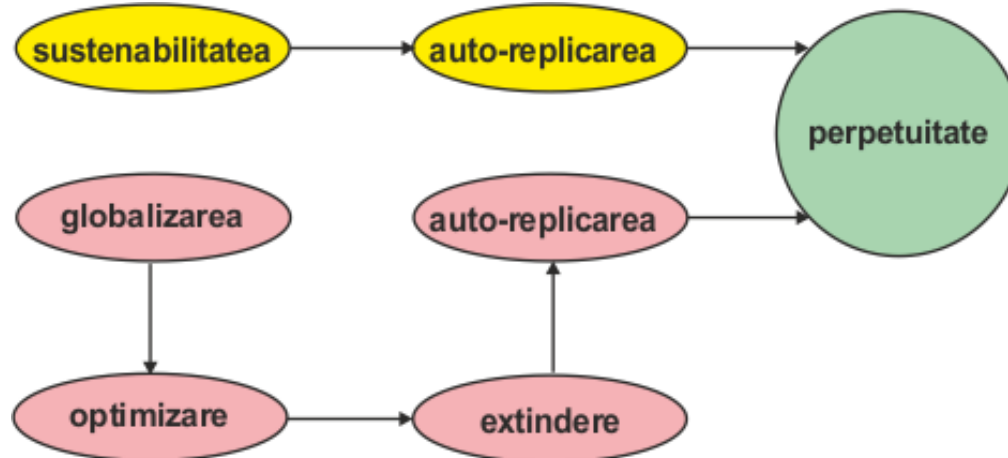 sustenabilitatea
auto-replicarea
perpetuitate
globalizarea
auto-replicarea
optimizare
extindere